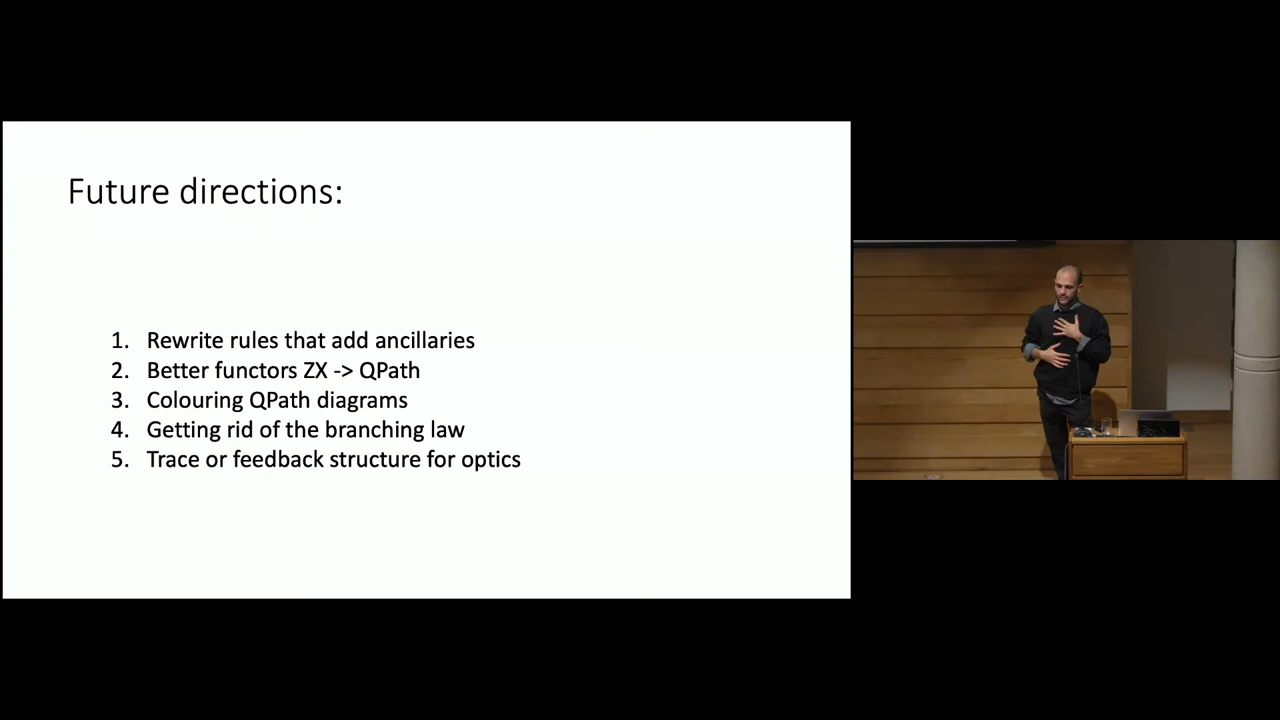 Future directions:
1. Rewrite rules that add ancillaries
2. Better functors ZX -> QPath
3. Colouring QPath diagrams
4. Getting rid of the branching law
5. Trace or feedback structure for optics